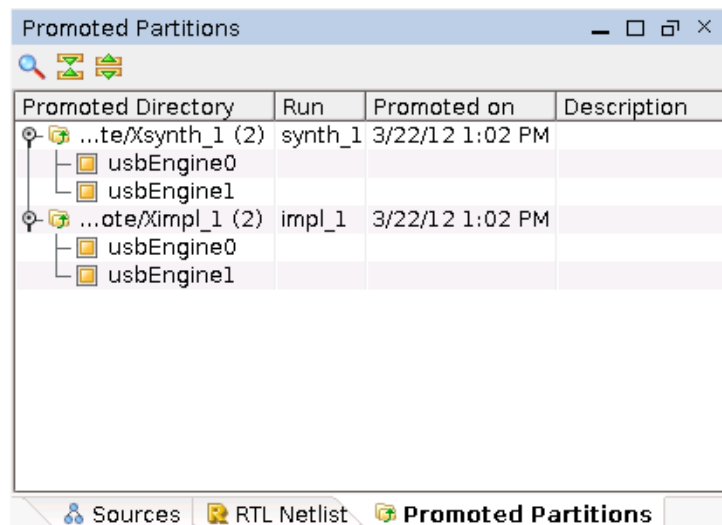 Promoted Partitions
Promoted Directory Run Promoted on Description
...te/Xsynth_1 (2) synth_1 3/22/12 1:02 PM
usbEngine0
usbEngine1
...ote/Ximpl_1 (2) impl_1 3/22/12 1:02 PM
usbEngine0
usbEngine1
Sources RTL Netlist Promoted Partitions